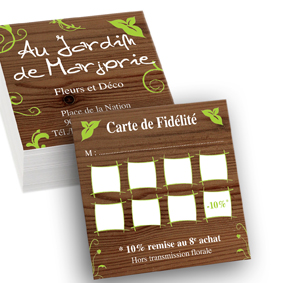 Au Jardin
de Marjorie
Fleurs et Déco
Place de la Nation
Carte de Fidélité
M :
-10%*
* 10% remise au 8e achat
Hors transmission florale